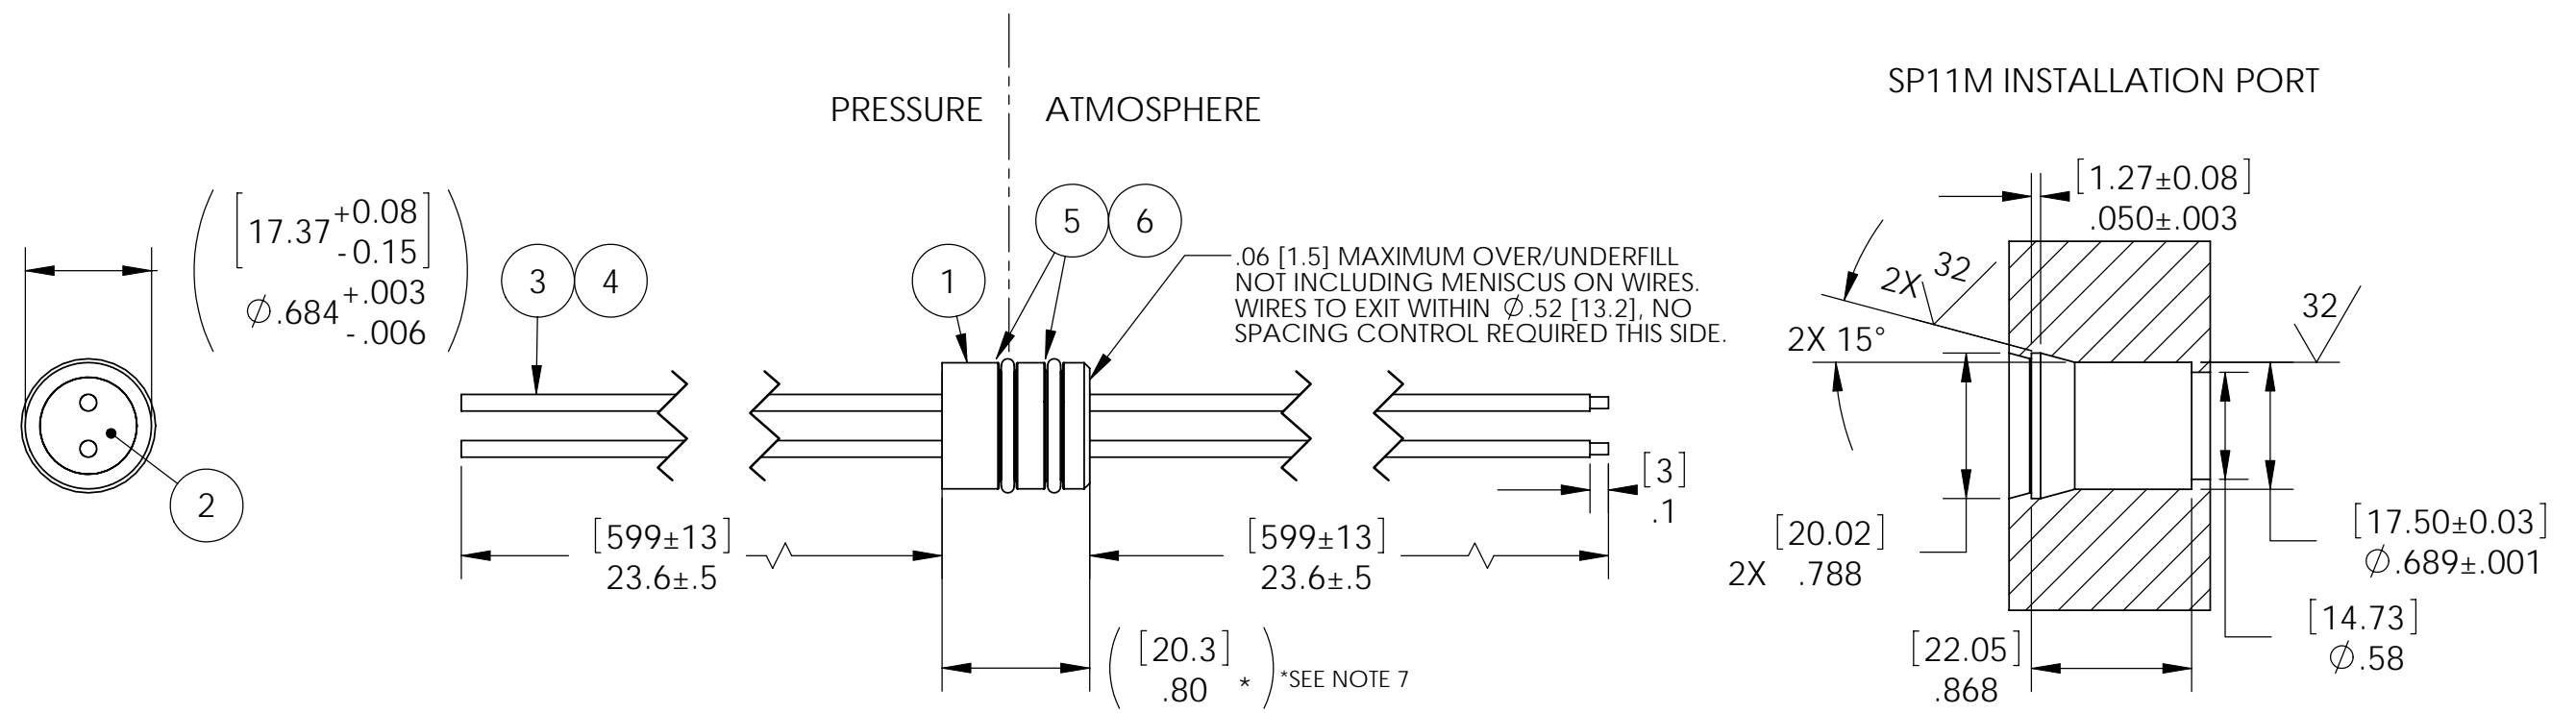 PRESSURE
ATMOSPHERE
SP11M INSTALLATION PORT
[17.37 +0.08 -0.15]
∅.684 +.003 -.006
3
4
1
5
6
2
.06 [1.5] MAXIMUM OVER/UNDERFILL
NOT INCLUDING MENISCUS ON WIRES.
WIRES TO EXIT WITHIN ∅.52 [13.2], NO
SPACING CONTROL REQUIRED THIS SIDE.
[599±13]
23.6±.5
[599±13]
23.6±.5
[3]
.1
([20.3]
.80 *)
*SEE NOTE 7
[1.27±0.08]
.050±.003
2X 32
2X 15°
32
[20.02]
2X .788
[22.05]
.868
[17.50±0.03]
∅.689±.001
[14.73]
∅.58